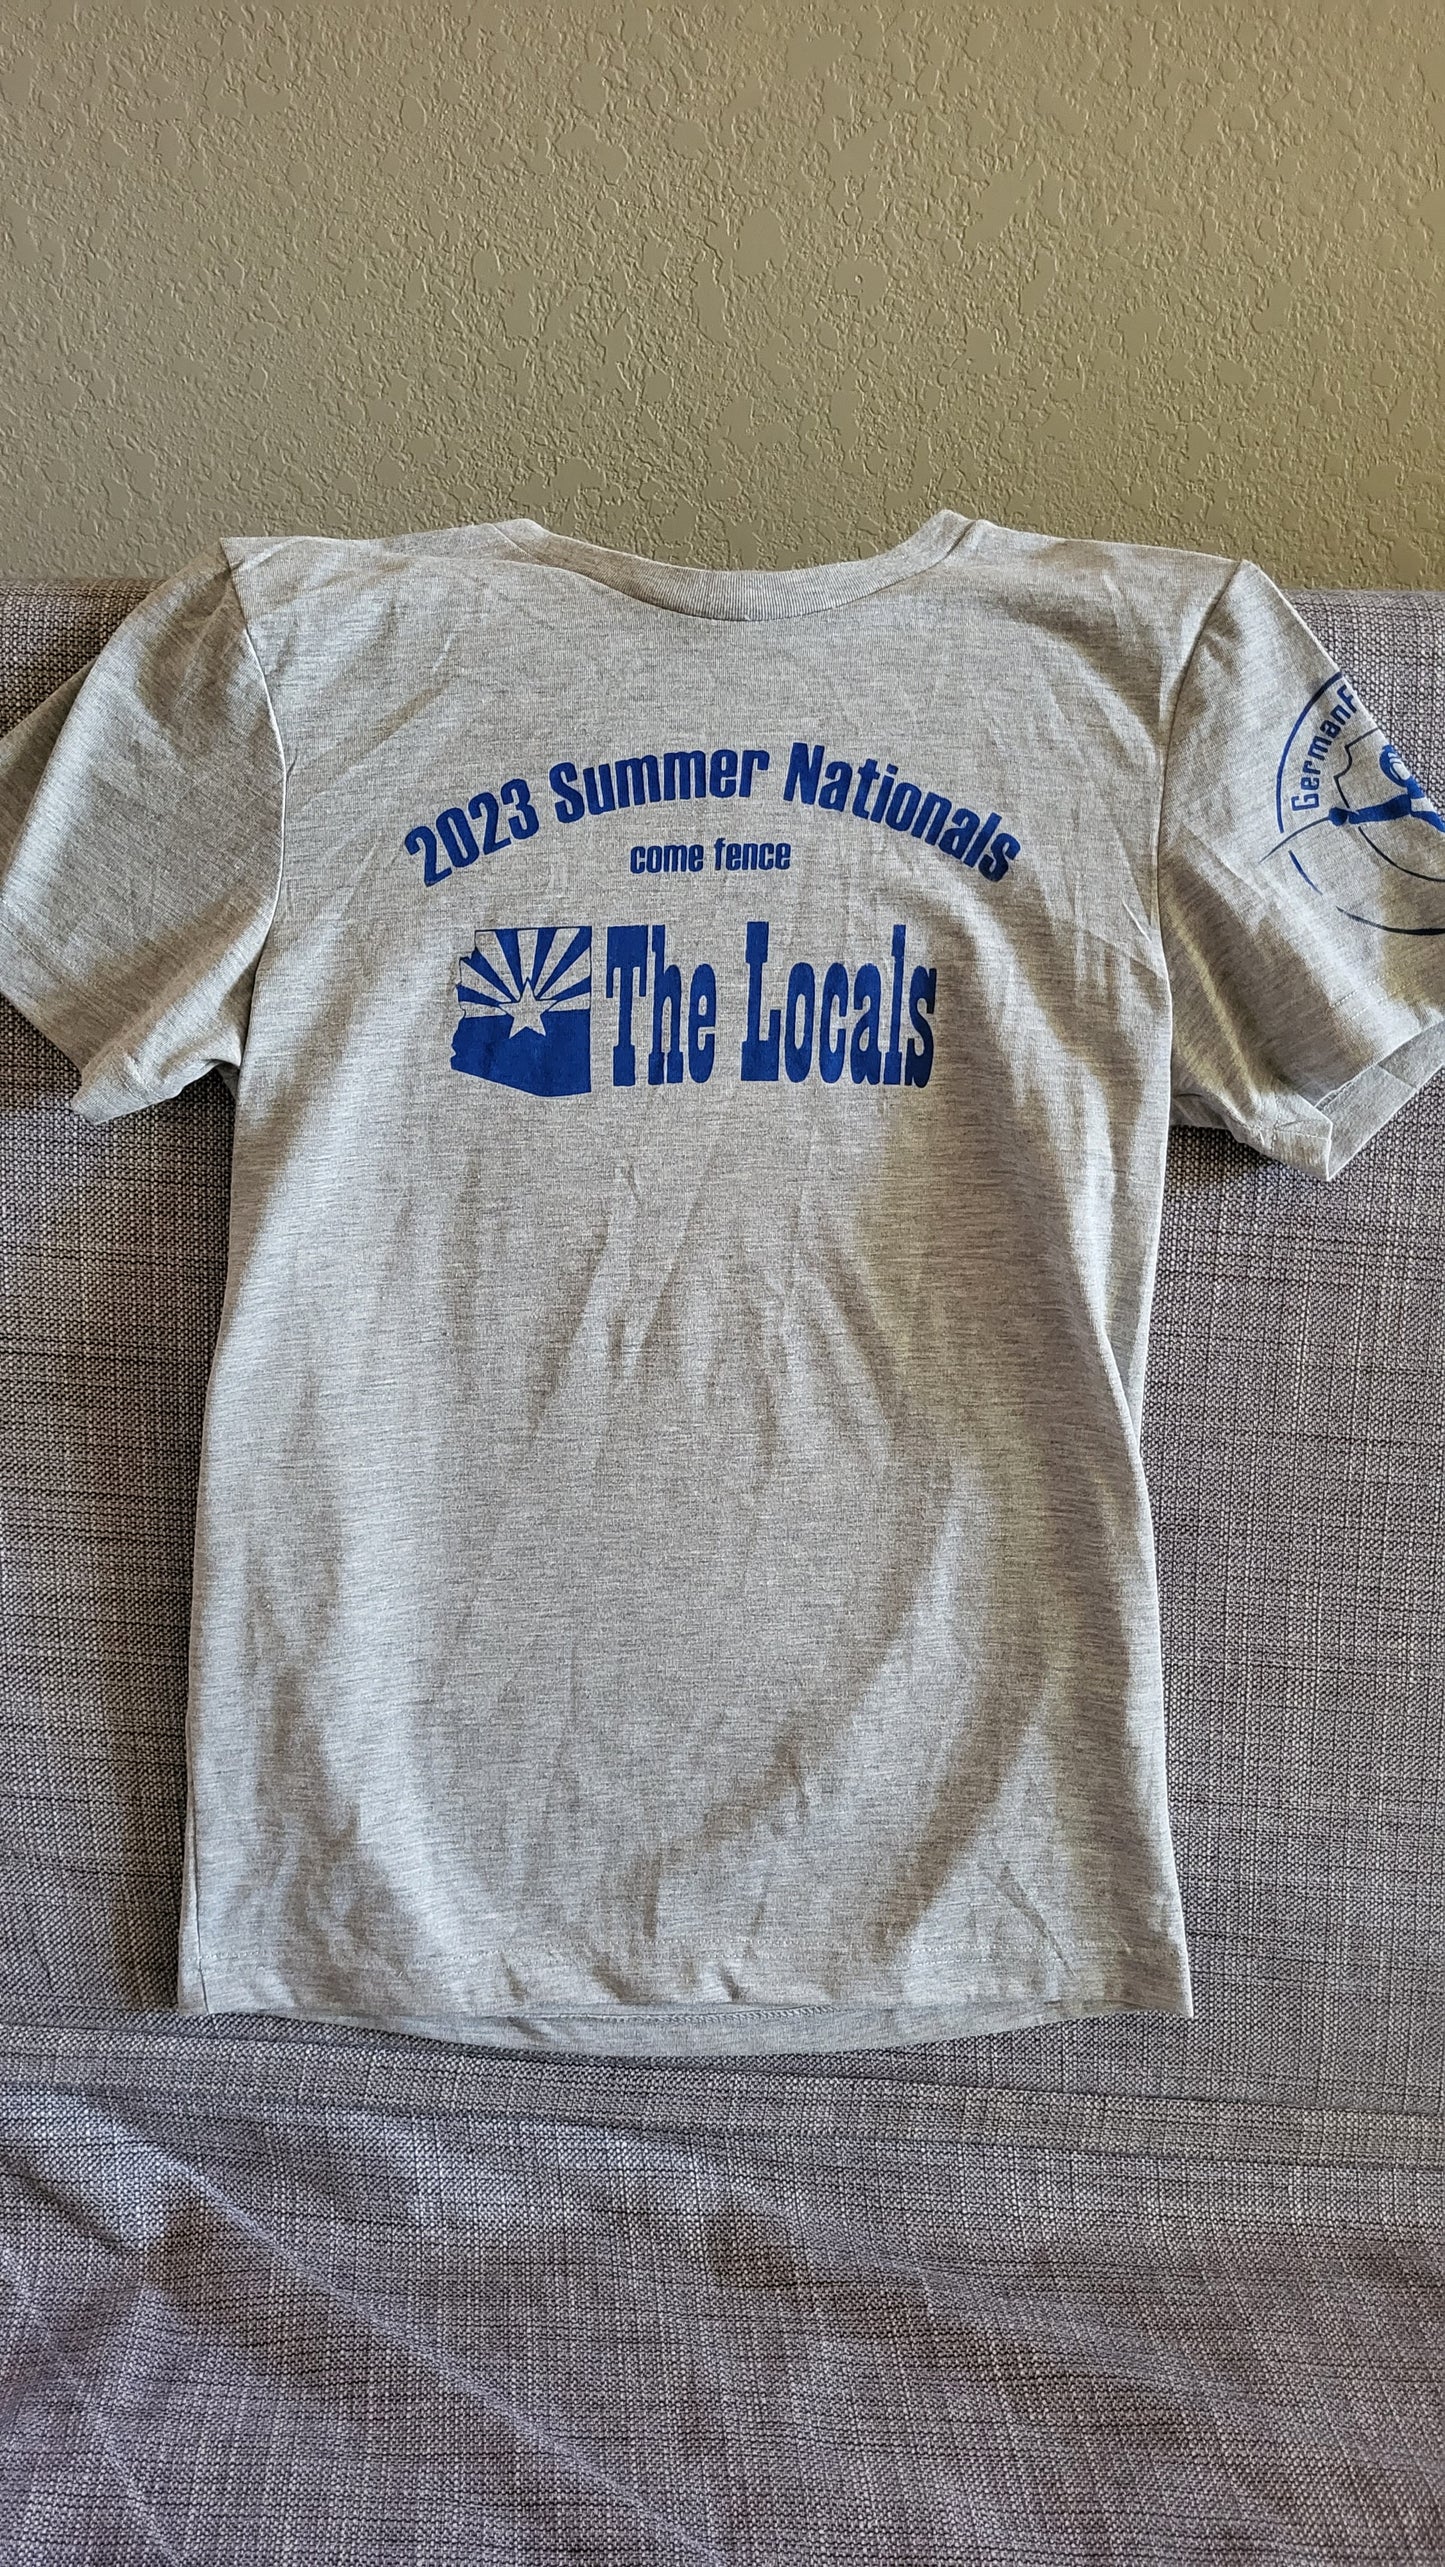 2023 Summer Nationals
come fence
The Locals